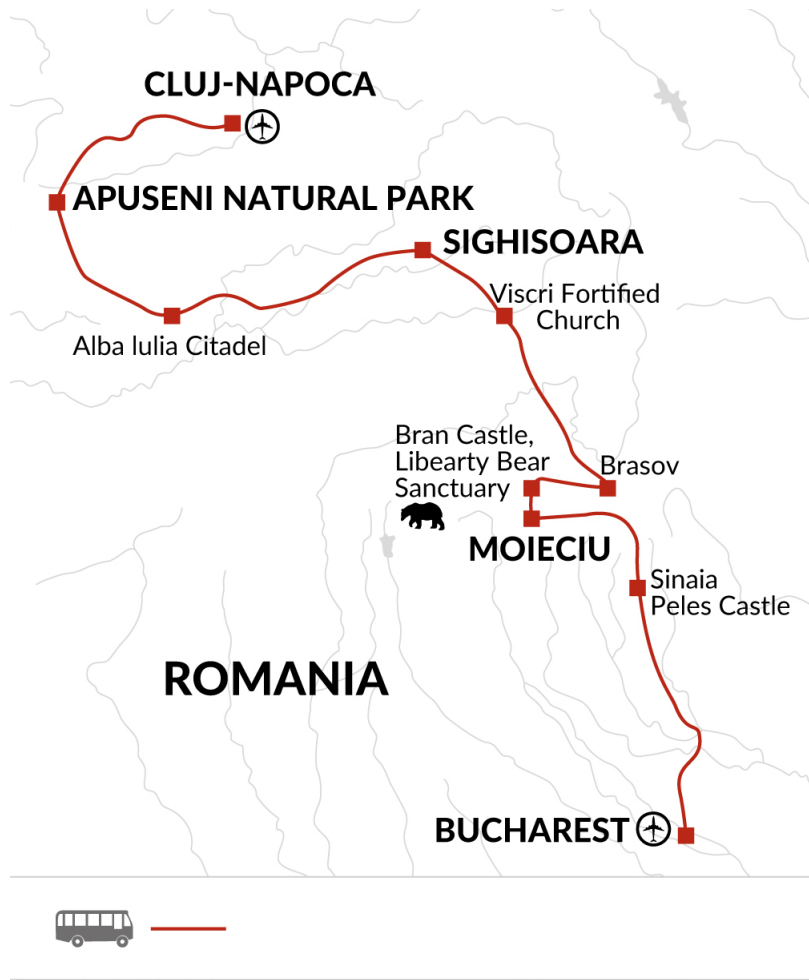 CLUJ-NAPOCA
APUSENI NATURAL PARK
SIGHISOARA
Viscri Fortified
Church
Alba lulia Citadel
Bran Castle,
Libearty Bear
Sanctuary
Brasov
MOIECIU
Sinaia
Peles Castle
ROMANIA
BUCHAREST